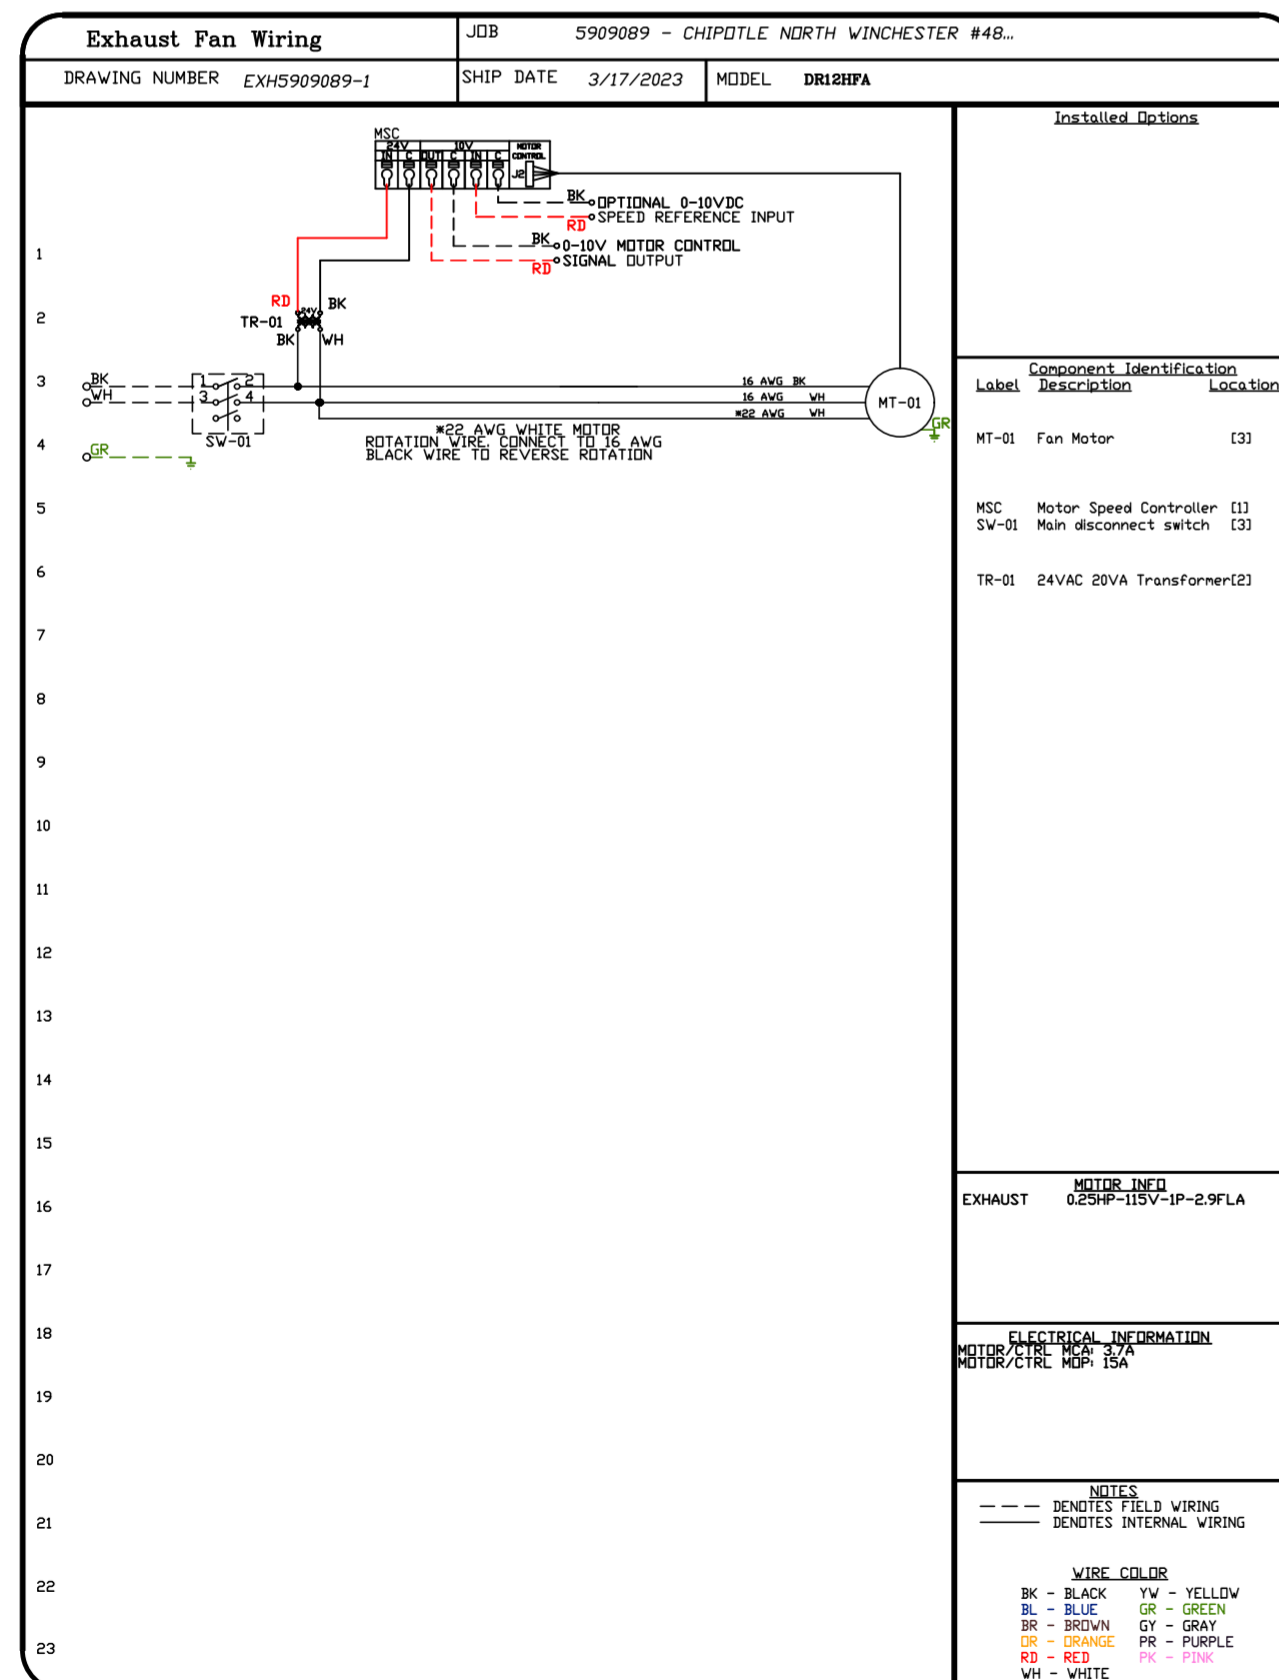 Exhaust Fan Wiring
JOB 5909089 - CHIPOTLE NORTH WINCHESTER #48...
DRAWING NUMBER EXH5909089-1
SHIP DATE 3/17/2023
MODEL DR12HFA
MSC
24V 10V MOTOR CONTROL
IN C OUT C IN C
J2
BK OPTIONAL 0-10VDC
RD SPEED REFERENCE INPUT
BK 0-10V MOTOR CONTROL
RD SIGNAL OUTPUT
RD BK
24V
TR-01
BK WH
BK
WH
1 2
3 4
SW-01
GR
16 AWG BK
16 AWG WH
*22 AWG WH
MT-01
GR
*22 AWG WHITE MOTOR
ROTATION WIRE. CONNECT TO 16 AWG
BLACK WIRE TO REVERSE ROTATION
1
2
3
4
5
6
7
8
9
10
11
12
13
14
15
16
17
18
19
20
21
22
23
Installed Options
Component Identification
Label Description Location
MT-01 Fan Motor [3]
MSC Motor Speed Controller [1]
SW-01 Main disconnect switch [3]
TR-01 24VAC 20VA Transformer[2]
MOTOR INFO
EXHAUST 0.25HP-115V-1P-2.9FLA
ELECTRICAL INFORMATION
MOTOR/CTRL MCA: 3.7A
MOTOR/CTRL MOP: 15A
NOTES
DENOTES FIELD WIRING
DENOTES INTERNAL WIRING
WIRE COLOR
BK - BLACK YW - YELLOW
BL - BLUE GR - GREEN
BR - BROWN GY - GRAY
OR - ORANGE PR - PURPLE
RD - RED PK - PINK
WH - WHITE